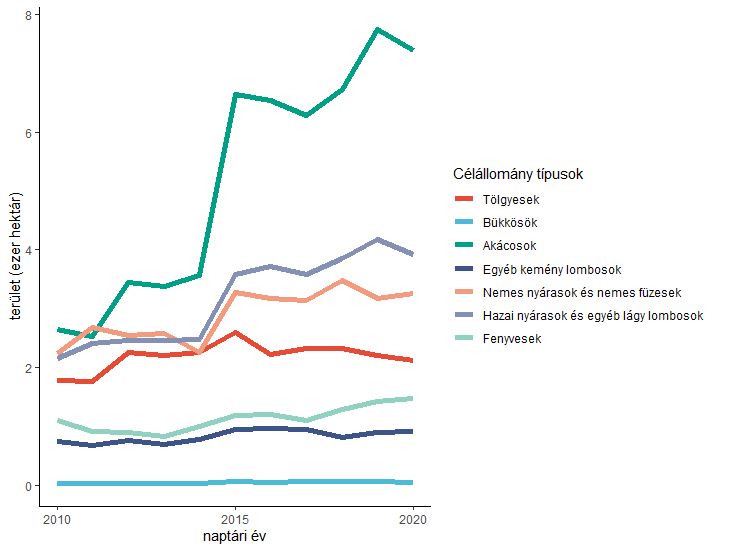 8
6
4
2
0
terület (ezer hektár)
2010
2015
2020
naptári év
Célállomány típusok
Tölgyesek
Bükkösök
Akácosok
Egyéb kemény lombosok
Nemes nyárasok és nemes füzesek
Hazai nyárasok és egyéb lágy lombosok
Fenyvesek